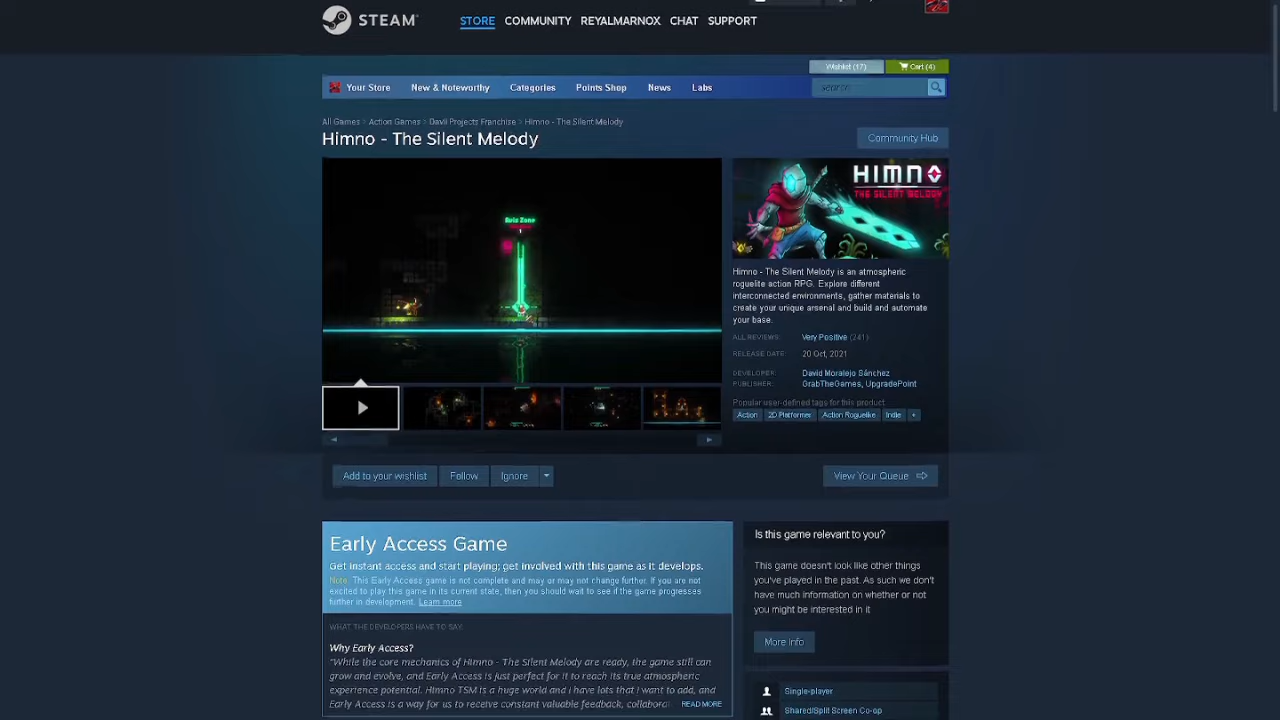 STEAM
STORE COMMUNITY REYALMARNOX CHAT SUPPORT
Wishlist (17) Cart (4)
Your Store New & Noteworthy Categories Points Shop News Labs
search
All Games > Action Games > Davii Projects Franchise > Himno - The Silent Melody
Himno - The Silent Melody
Community Hub
HIMNO
THE SILENT MELODY
Himno - The Silent Melody is an atmospheric
roguelite action RPG. Explore different
interconnected environments, gather materials to
create your unique arsenal and build and automate
your base.
ALL REVIEWS: Very Positive (241)
RELEASE DATE: 20 Oct, 2021
DEVELOPER: David Moralejo Sánchez
PUBLISHER: GrabTheGames, UpgradePoint
Popular user-defined tags for this product:
Action 2D Platformer Action Roguelike Indie +
Add to your wishlist Follow Ignore
View Your Queue
Early Access Game
Get instant access and start playing; get involved with this game as it develops.
Note: This Early Access game is not complete and may or may not change further. If you are not
excited to play this game in its current state, then you should wait to see if the game progresses
further in development. Learn more
WHAT THE DEVELOPERS HAVE TO SAY:
Why Early Access?
"While the core mechanics of Himno - The Silent Melody are ready, the game still can
grow and evolve, and Early Access is just perfect for it to reach its true atmospheric
experience potential. Himno TSM is a huge world and i have lots that I want to add, and
Early Access is a way for us to receive constant valuable feedback, collabora
READ MORE
Is this game relevant to you?
This game doesn't look like other things
you've played in the past. As such we don't
have much information on whether or not
you might be interested in it
More Info
Single-player
Shared/Split Screen Co-op